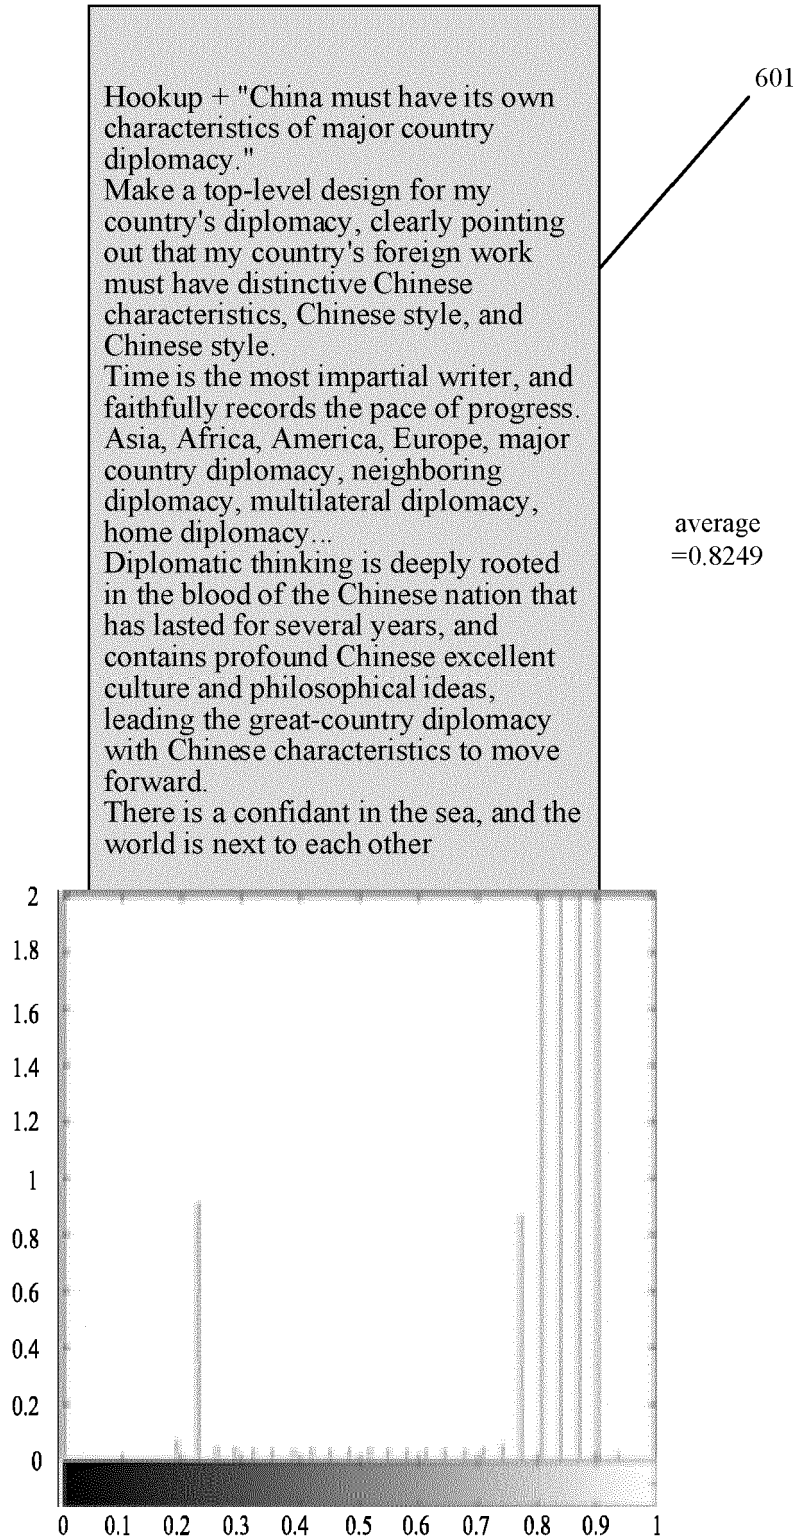 601
Hookup + "China must have its own
characteristics of major country
diplomacy."
Make a top-level design for my
country's diplomacy, clearly pointing
out that my country's foreign work
must have distinctive Chinese
characteristics, Chinese style, and
Chinese style.
Time is the most impartial writer, and
faithfully records the pace of progress.
Asia, Africa, America, Europe, major
country diplomacy, neighboring
diplomacy, multilateral diplomacy,
home diplomacy...
Diplomatic thinking is deeply rooted
in the blood of the Chinese nation that
has lasted for several years, and
contains profound Chinese excellent
culture and philosophical ideas,
leading the great-country diplomacy
with Chinese characteristics to move
forward.
There is a confidant in the sea, and the
world is next to each other
average
=0.8249
2
1.8
1.6
1.4
1.2
1
0.8
0.6
0.4
0.2
0
0 0.1 0.2 0.3 0.4 0.5 0.6 0.7 0.8 0.9 1